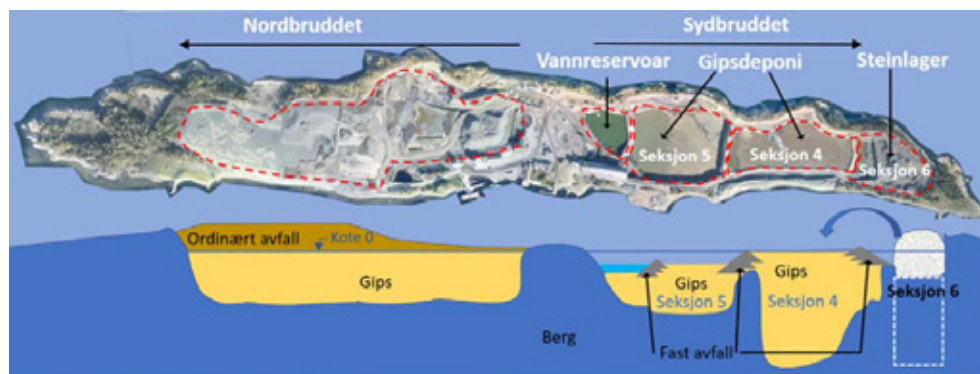 Nordbruddet
Sydbruddet
Vannreservoar
Gipsdeponi
Steinlager
Seksjon 5
Seksjon 4
Seksjon 6
Ordinært avfall
Kote 0
Gips
Gips
Seksjon 5
Gips
Seksjon 4
Seksjon 6
Berg
Fast avfall